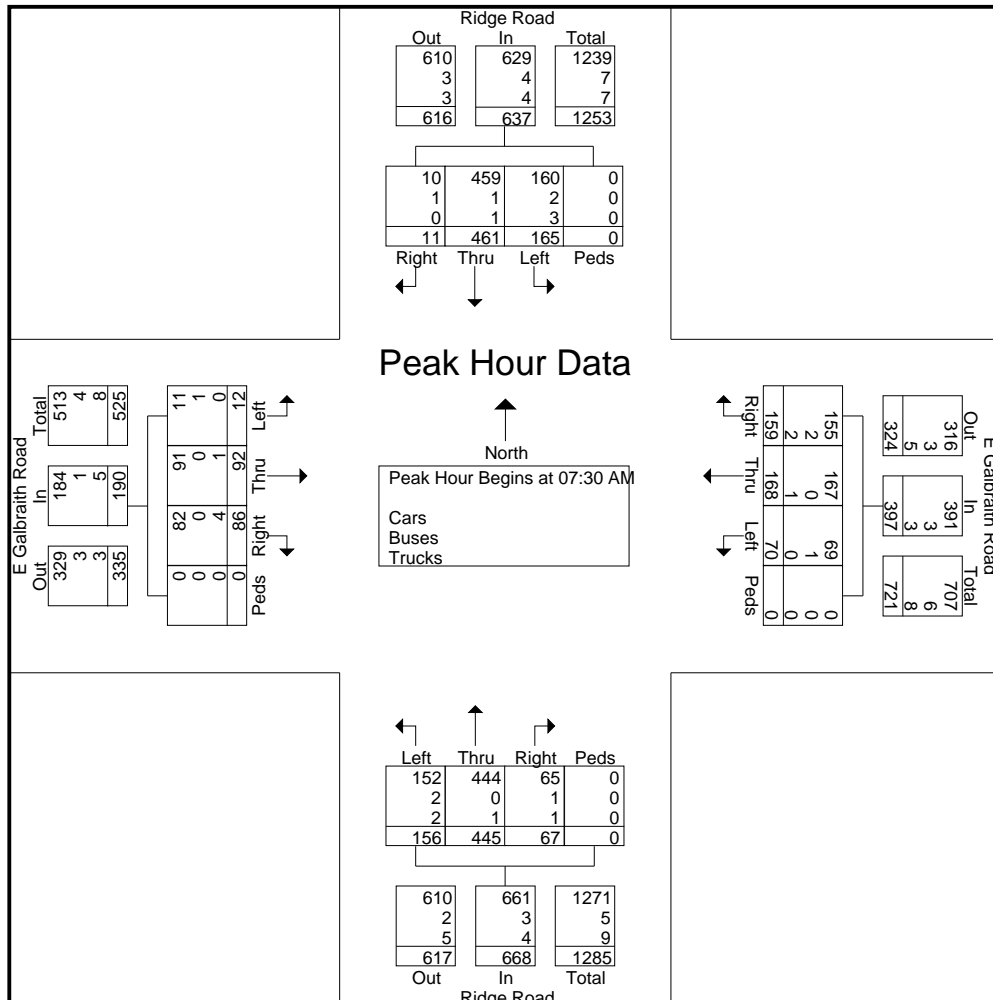 Ridge Road
Out In Total
610 629 1239
3 4 7
3 4 7
616 637 1253
10 459 160 0
1 1 2 0
0 1 3 0
11 461 165 0
Right Thru Left Peds
Peak Hour Data
North
Peak Hour Begins at 07:30 AM
Cars
Buses
Trucks
E Galbraith Road
Out In Total
329 184 513
3 1 4
3 5 8
335 190 525
Peds Right Thru Left
0 82 91 11
0 0 0 1
0 4 1 0
0 86 92 12
E Galbraith Road
Out In Total
316 391 707
3 3 6
5 3 8
324 397 721
155 167 69 0
2 0 1 0
2 1 0 0
159 168 70 0
Right Thru Left Peds
Left Thru Right Peds
152 444 65 0
2 0 1 0
2 1 1 0
156 445 67 0
610 661 1271
2 3 5
5 4 9
617 668 1285
Out In Total
Ridge Road